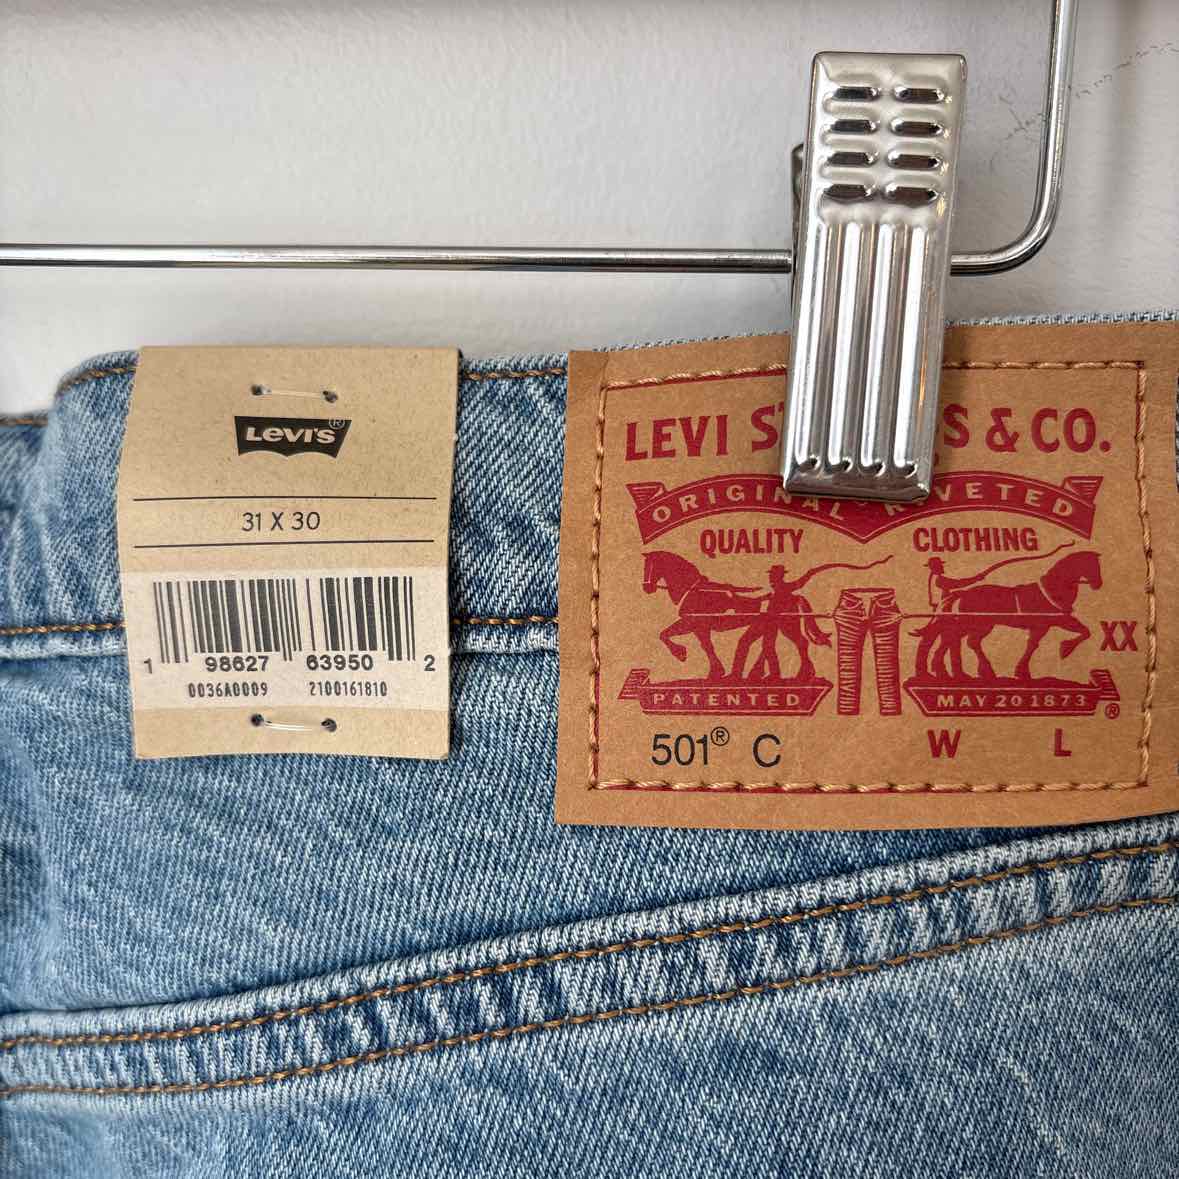 LEVI'S®
31 X 30
1 98627 63950 2
0036A0009 2100161810
LEVI & CO.
ORIGINAL
QUALITY CLOTHING
XX
PATENTED MAY 20 1873 ®
501® C W L